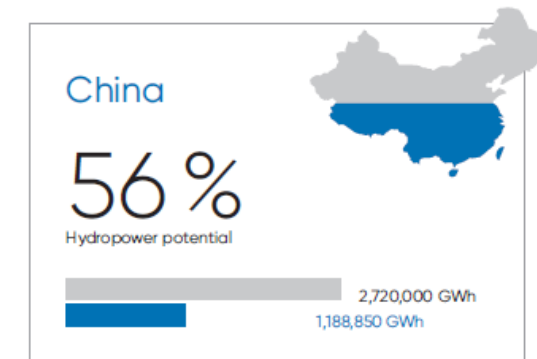 China
56 %
Hydropower potential
2,720,000 GWh
1,188,850 GWh